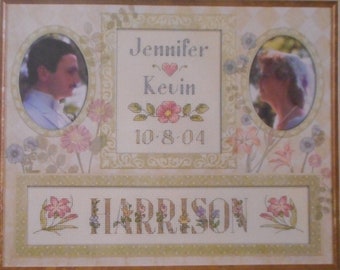 Jennifer
Kevin
10-8-04
HARRISON